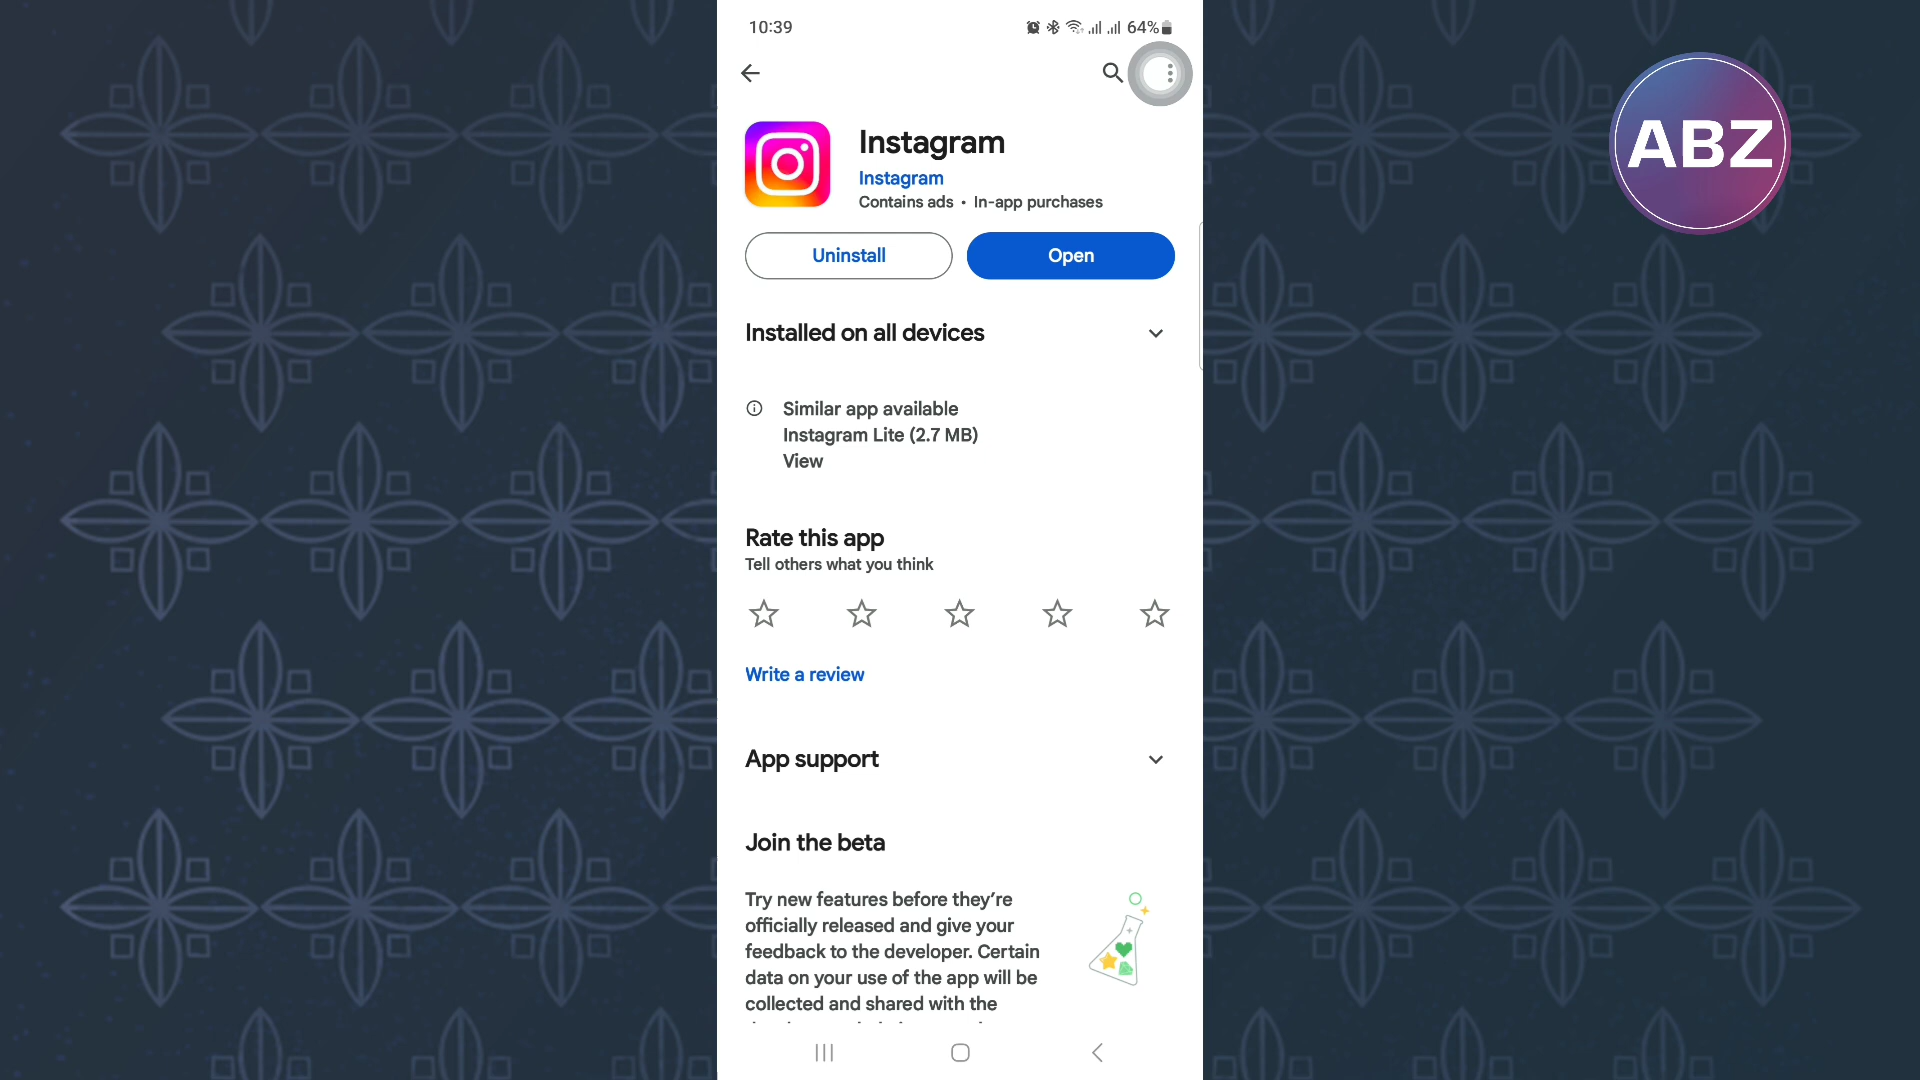 10:39
64%
ABZ
Instagram
Instagram
Contains ads • In-app purchases
Uninstall
Open
Installed on all devices
Similar app available
Instagram Lite (2.7 MB)
View
Rate this app
Tell others what you think
Write a review
App support
Join the beta
Try new features before they’re
officially released and give your
feedback to the developer. Certain
data on your use of the app will be
collected and shared with the